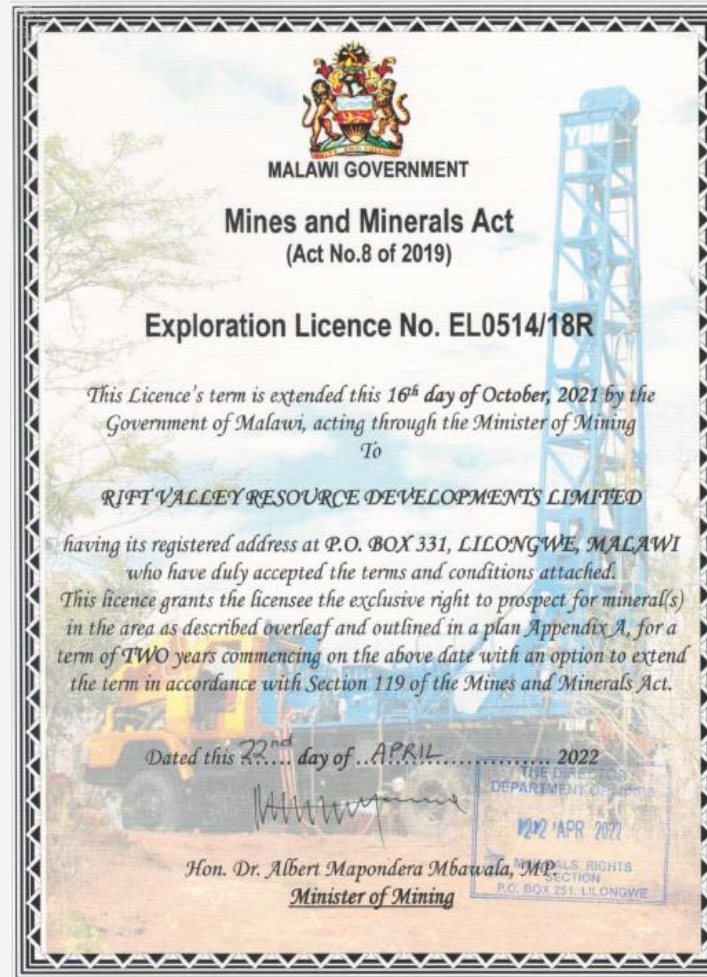 MALAWI GOVERNMENT
Mines and Minerals Act
(Act No.8 of 2019)
Exploration Licence No. EL0514/18R
This Licence's term is extended this 16th day of October, 2021 by the
Government of Malawi, acting through the Minister of Mining
To
RIFT VALLEY RESOURCE DEVELOPMENTS LIMITED
having its registered address at P.O. BOX 331, LILONGWE, MALAWI
who have duly accepted the terms and conditions attached.
This licence grants the licensee the exclusive right to prospect for mineral(s)
in the area as described overleaf and outlined in a plan Appendix A, for a
term of TWO years commencing on the above date with an option to extend
the term in accordance with Section 119 of the Mines and Minerals Act.
Dated this 22nd day of APRIL 2022
THE DIRECTOR
DEPARTMENT OF MINES
APR 2022
MINERALS RIGHTS
SECTION
P.O. BOX 251, LILONGWE
Hon. Dr. Albert Mapondera Mbawala, MP.
Minister of Mining
YBM
YBM